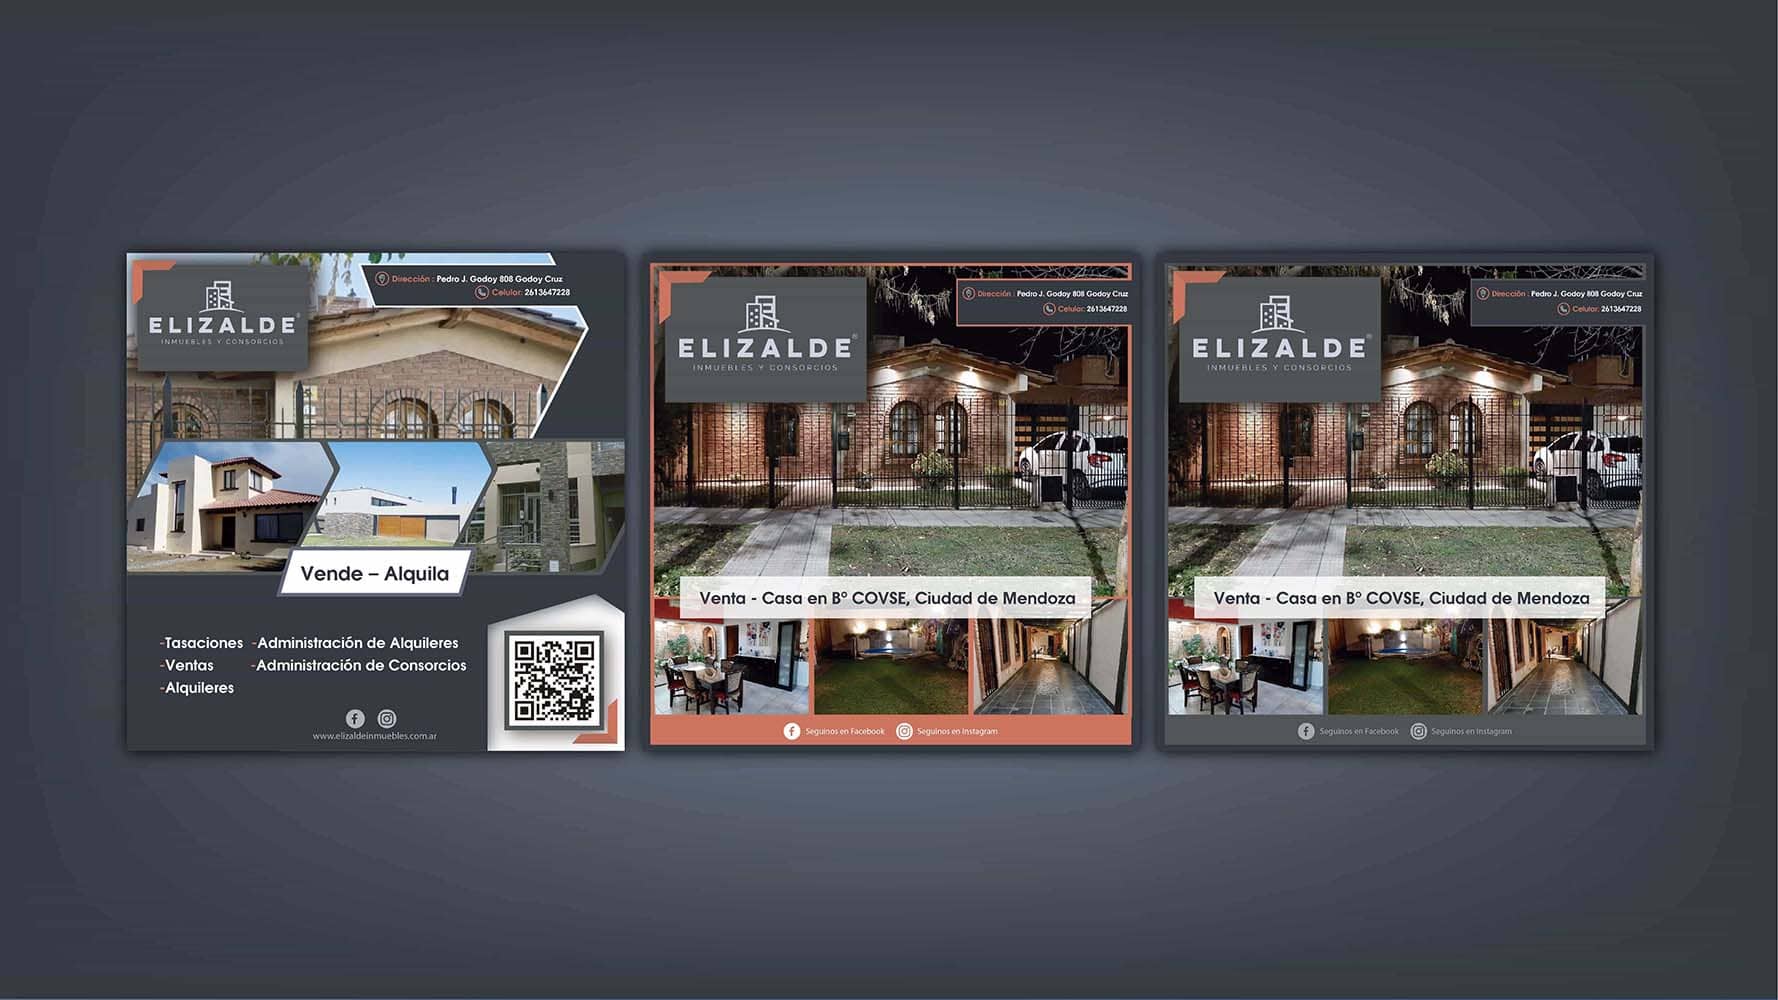 ELIZALDE®
INMUEBLES Y CONSORCIOS
Dirección : Pedro J. Godoy 808 Godoy Cruz
Celular: 2613647228
Vende – Alquila
-Tasaciones -Administración de Alquileres
-Ventas -Administración de Consorcios
-Alquileres
www.elizaldeinmuebles.com.ar
ELIZALDE®
INMUEBLES Y CONSORCIOS
Dirección : Pedro J. Godoy 808 Godoy Cruz
Celular: 2613647228
Venta - Casa en Bº COVSE, Ciudad de Mendoza
Seguinos en Facebook Seguinos en Instagram
ELIZALDE®
INMUEBLES Y CONSORCIOS
Dirección : Pedro J. Godoy 808 Godoy Cruz
Celular: 2613647228
Venta - Casa en Bº COVSE, Ciudad de Mendoza
Seguinos en Facebook Seguinos en Instagram